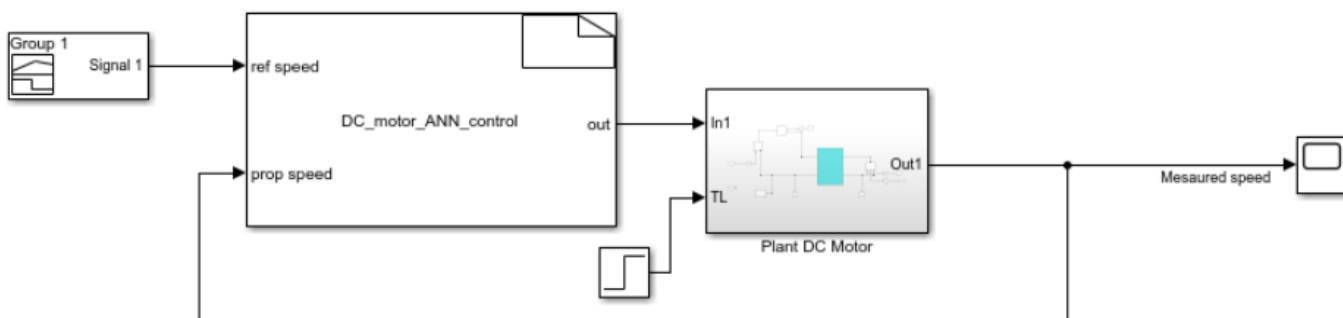 Group 1
Signal 1
ref speed
DC_motor_ANN_control
out
prop speed
In1
Out1
TL
Mesaured speed
Plant DC Motor